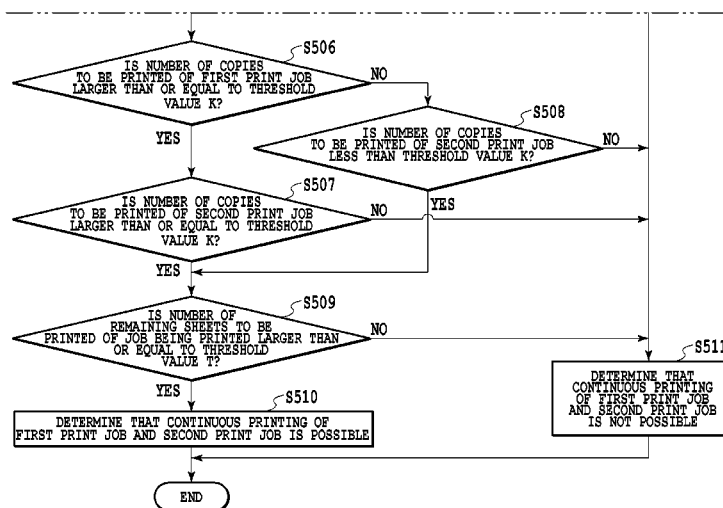 S506
IS NUMBER OF COPIES
TO BE PRINTED OF FIRST PRINT JOB
LARGER THAN OR EQUAL TO THRESHOLD
VALUE K?
NO
YES
S508
IS NUMBER OF COPIES
TO BE PRINTED OF SECOND PRINT JOB
LESS THAN THRESHOLD VALUE K?
NO
YES
S507
IS NUMBER OF COPIES
TO BE PRINTED OF SECOND PRINT JOB
LARGER THAN OR EQUAL TO THRESHOLD
VALUE K?
NO
YES
S509
IS NUMBER OF
REMAINING SHEETS TO BE
PRINTED OF JOB BEING PRINTED LARGER THAN
OR EQUAL TO THRESHOLD
VALUE T?
NO
YES
S510
DETERMINE THAT CONTINUOUS PRINTING OF
FIRST PRINT JOB AND SECOND PRINT JOB IS POSSIBLE
S511
DETERMINE THAT
CONTINUOUS PRINTING
OF FIRST PRINT JOB
AND SECOND PRINT JOB
IS NOT POSSIBLE
END